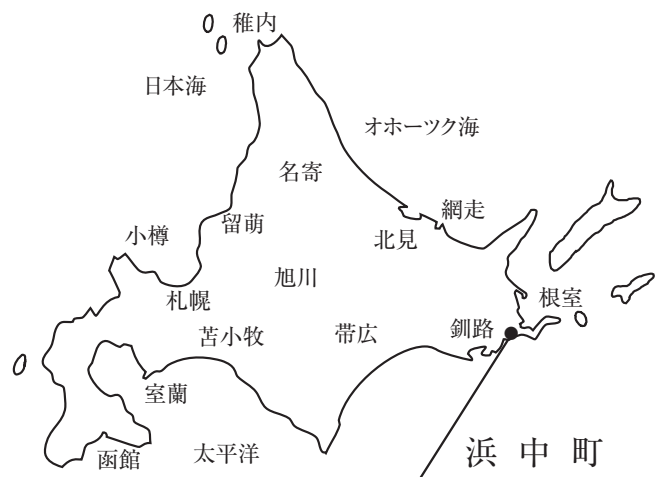 稚内
日本海
オホーツク海
名寄
網走
留萌
北見
小樽
旭川
札幌
根室
苫小牧
帯広
釧路
室蘭
浜中町
函館
太平洋